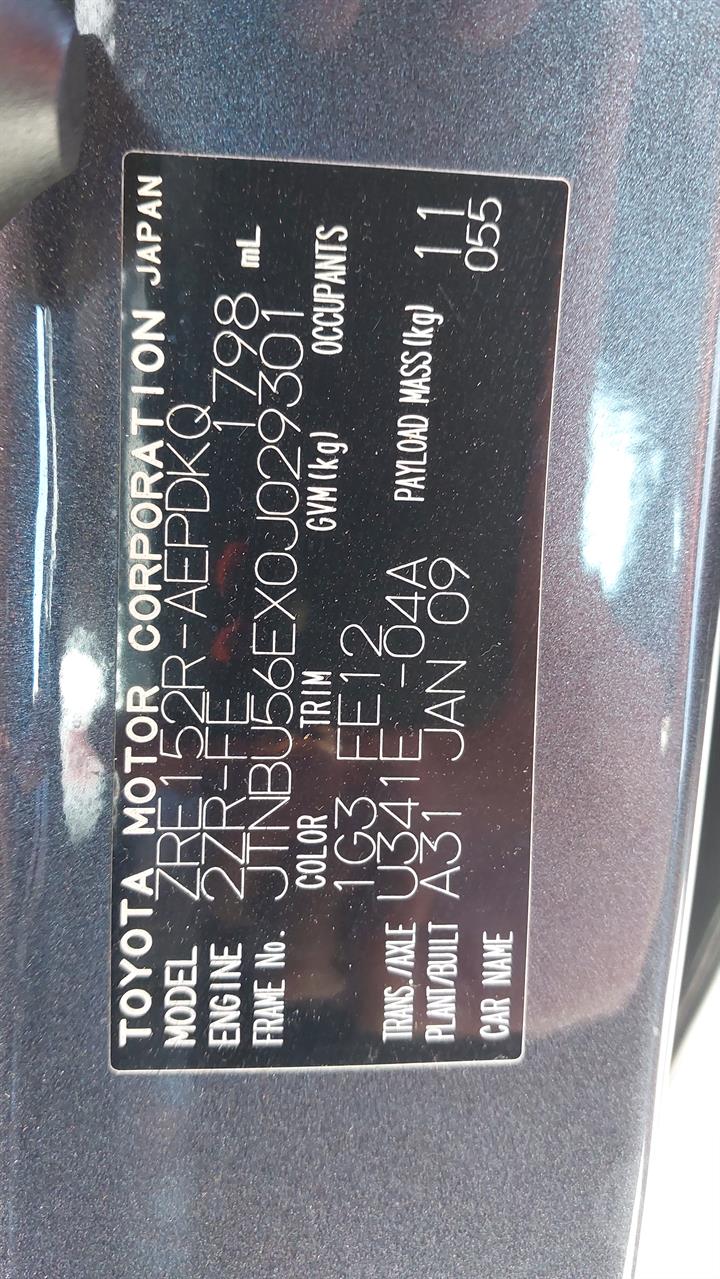 TOYOTA MOTOR CORPORATION JAPAN
MODEL ZRE152R-AEPDKQ
ENGINE 2ZR-FE 1798 mL
FRAME No. JTNBU56EX0J029301
COLOR TRIM GVM(kg) OCCUPANTS
1G3 FE12
TRANS./AXLE U341E -04A PAYLOAD MASS(kg) 11
PLANT/BUILT A31 JAN 09 055
CAR NAME